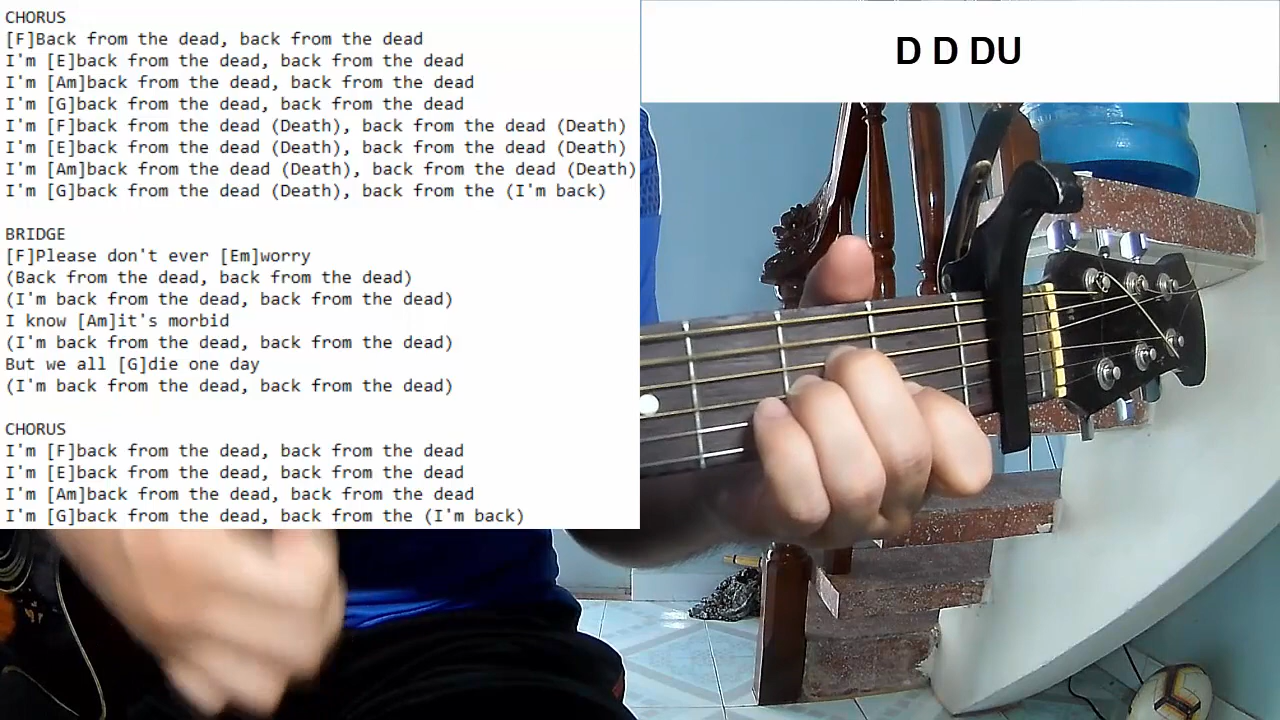 CHORUS
[F]Back from the dead, back from the dead
I'm [E]back from the dead, back from the dead
I'm [Am]back from the dead, back from the dead
I'm [G]back from the dead, back from the dead
I'm [F]back from the dead (Death), back from the dead (Death)
I'm [E]back from the dead (Death), back from the dead (Death)
I'm [Am]back from the dead (Death), back from the dead (Death)
I'm [G]back from the dead (Death), back from the (I'm back)
BRIDGE
[F]Please don't ever [Em]worry
(Back from the dead, back from the dead)
(I'm back from the dead, back from the dead)
I know [Am]it's morbid
(I'm back from the dead, back from the dead)
But we all [G]die one day
(I'm back from the dead, back from the dead)
CHORUS
I'm [F]back from the dead, back from the dead
I'm [E]back from the dead, back from the dead
I'm [Am]back from the dead, back from the dead
I'm [G]back from the dead, back from the (I'm back)
D D DU